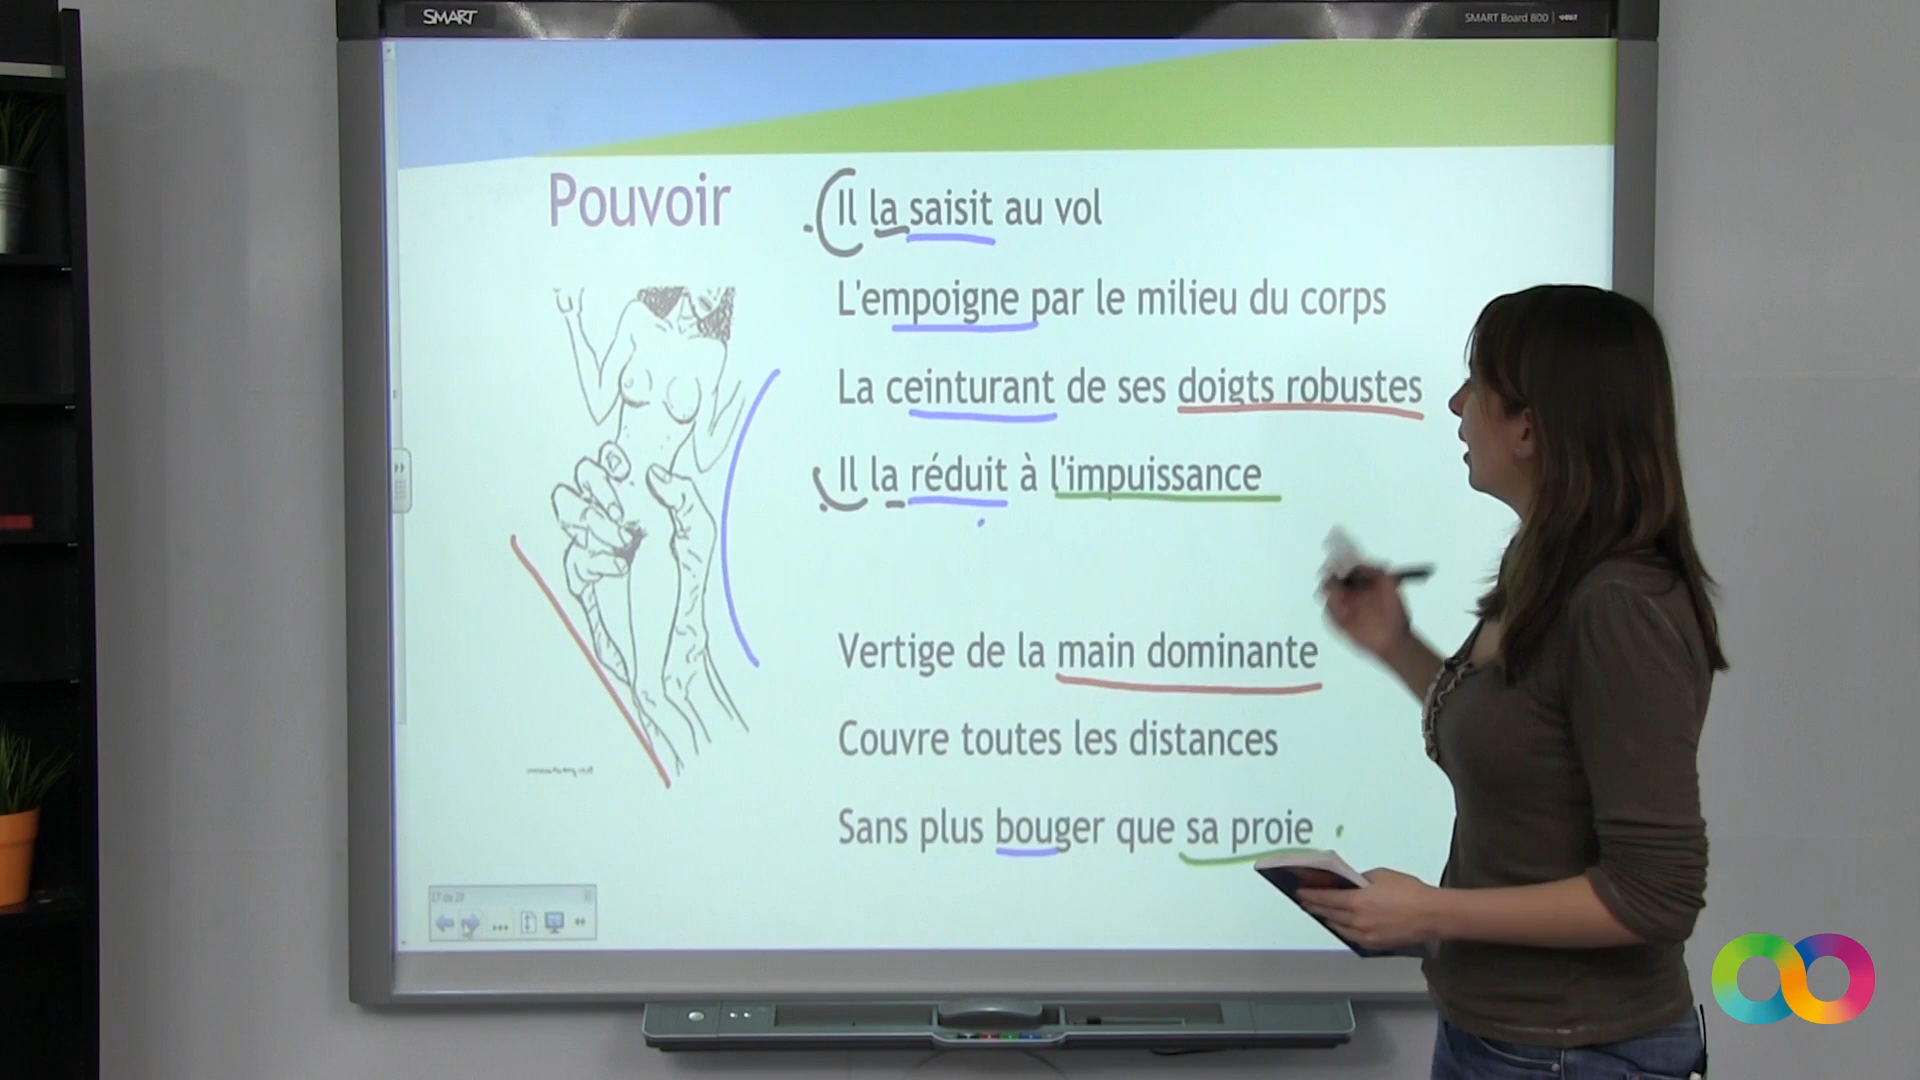 SMART
SMART Board 800
Pouvoir
Il la saisit au vol
L'empoigne par le milieu du corps
La ceinturant de ses doigts robustes
Il la réduit à l'impuissance
Vertige de la main dominante
Couvre toutes les distances
Sans plus bouger que sa proie